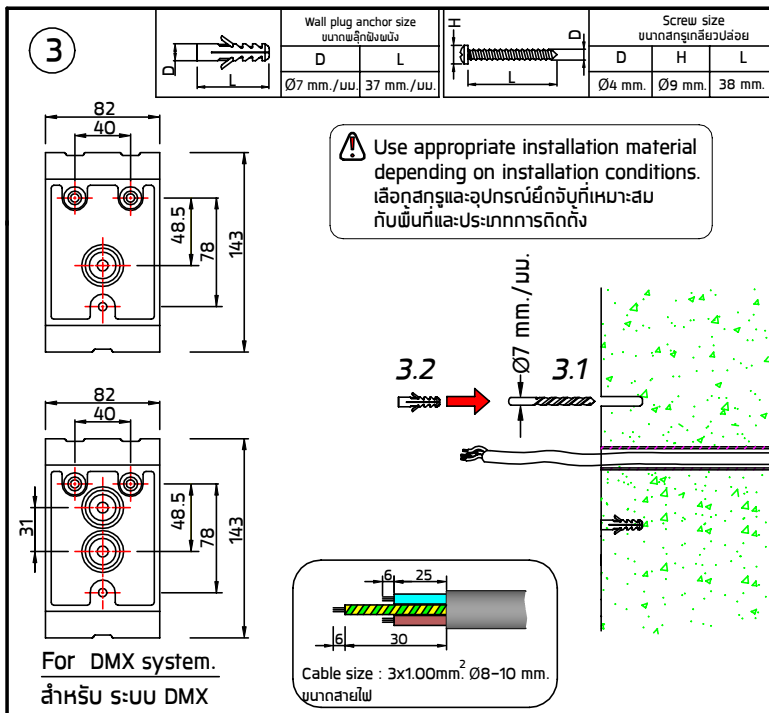 3
Wall plug anchor size
ขนาดพลุ๊กฝังผนัง
D L
Ø7 mm./มม. 37 mm./มม.
D
L
Screw size
ขนาดสกรูเกลียวปล่อย
D H L
Ø4 mm. Ø9 mm. 38 mm.
H
D
L
82
40
48.5
78
143
Use appropriate installation material
depending on installation conditions.
เลือกสกรูและอุปกรณ์ยึดจับที่เหมาะสม
กับพื้นที่และประเภทการติดตั้ง
Ø7 mm./มม.
3.2
3.1
82
40
31
48.5
78
143
For DMX system.
สำหรับ ระบบ DMX
6 25
6 30
Cable size : 3x1.00mm². Ø8-10 mm.
ขนาดสายไฟ